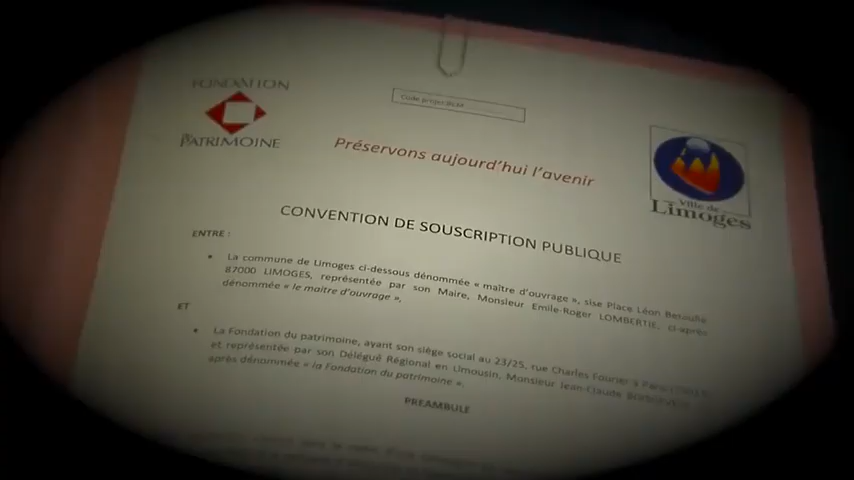 FONDATION
DU
PATRIMOINE
Code projet
Préservons aujourd'hui l'avenir
Ville de
Limoges
CONVENTION DE SOUSCRIPTION PUBLIQUE
ENTRE :
• La commune de Limoges ci-dessous dénommée « maître d'ouvrage », sise Place Léon Betoulle
87000 LIMOGES, représentée par son Maire, Monsieur Emile-Roger LOMBERTIE, ci-après
dénommée « le maitre d'ouvrage »,
ET
• La Fondation du patrimoine, ayant son siège social au 23/25, rue Charles Fourier à Paris
et représentée par son Délégué Régional en Limousin, Monsieur Jean-Claude
après dénommée « la Fondation du patrimoine ».
PREAMBULE